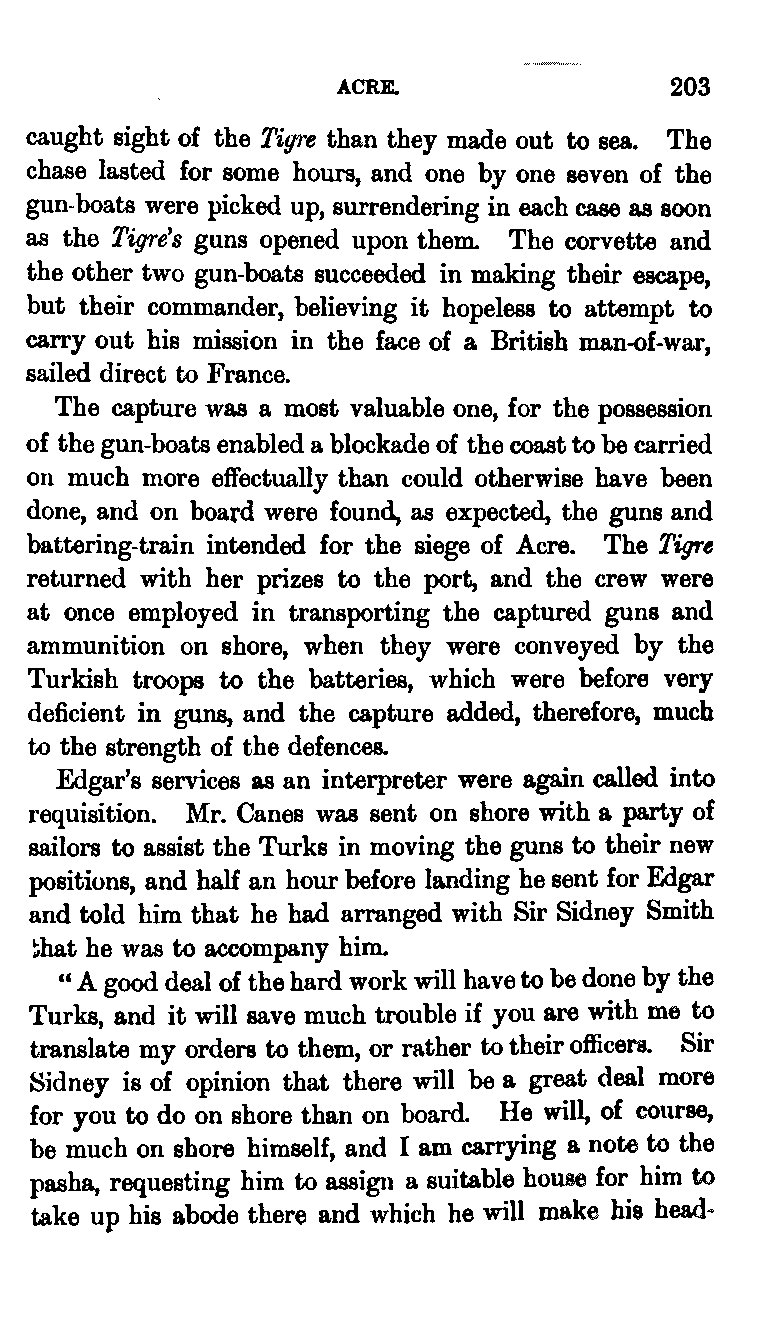 ACRE. 203
caught sight of the Tigre than they made out to sea. The
chase lasted for some hours, and one by one seven of the
gun-boats were picked up, surrendering in each case as soon
as the Tigre's guns opened upon them. The corvette and
the other two gun-boats succeeded in making their escape,
but their commander, believing it hopeless to attempt to
carry out his mission in the face of a British man-of-war,
sailed direct to France.
The capture was a most valuable one, for the possession
of the gun-boats enabled a blockade of the coast to be carried
on much more effectually than could otherwise have been
done, and on board were found, as expected, the guns and
battering-train intended for the siege of Acre. The Tigre
returned with her prizes to the port, and the crew were
at once employed in transporting the captured guns and
ammunition on shore, when they were conveyed by the
Turkish troops to the batteries, which were before very
deficient in guns, and the capture added, therefore, much
to the strength of the defences.
Edgar's services as an interpreter were again called into
requisition. Mr. Canes was sent on shore with a party of
sailors to assist the Turks in moving the guns to their new
positions, and half an hour before landing he sent for Edgar
and told him that he had arranged with Sir Sidney Smith
that he was to accompany him.
"A good deal of the hard work will have to be done by the
Turks, and it will save much trouble if you are with me to
translate my orders to them, or rather to their officers. Sir
Sidney is of opinion that there will be a great deal more
for you to do on shore than on board. He will, of course,
be much on shore himself, and I am carrying a note to the
pasha, requesting him to assign a suitable house for him to
take up his abode there and which he will make his head-